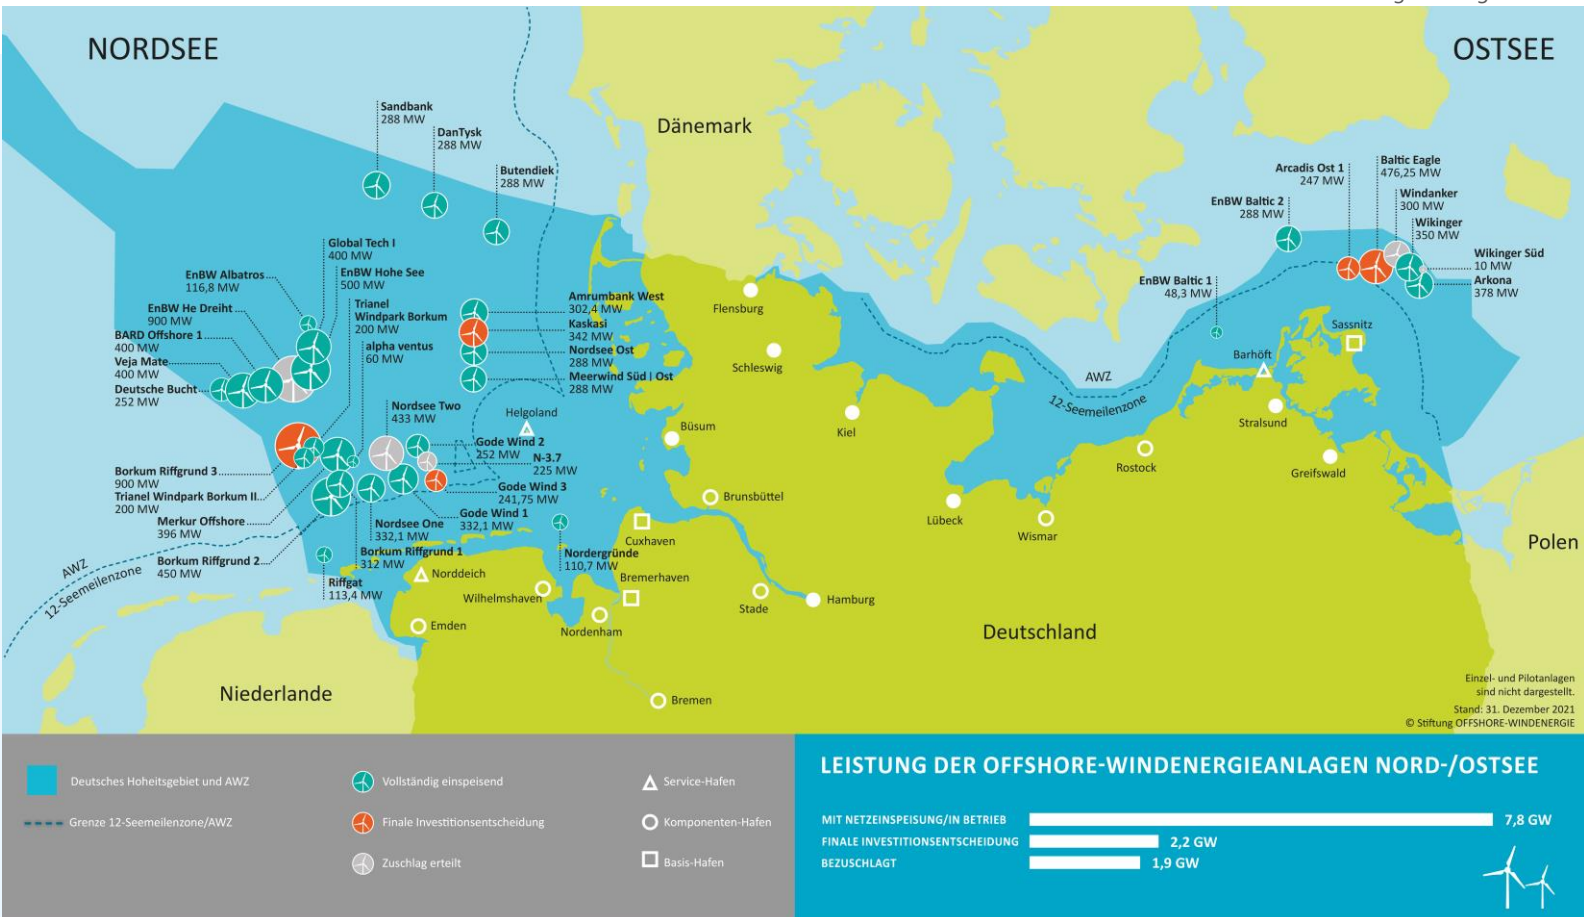 NORDSEE
OSTSEE
Dänemark
Sandbank
288 MW
DanTysk
288 MW
Butendiek
288 MW
Global Tech I
400 MW
EnBW Albatros
116,8 MW
EnBW Hohe See
500 MW
EnBW He Dreiht
900 MW
Trianel
Windpark Borkum
200 MW
BARD Offshore 1
400 MW
alpha ventus
60 MW
Veja Mate
400 MW
Deutsche Bucht
252 MW
Amrumbank West
302,4 MW
Kaskasi
342 MW
Nordsee Ost
288 MW
Meerwind Süd | Ost
288 MW
Nordsee Two
433 MW
Helgoland
Gode Wind 2
252 MW
N-3.7
225 MW
Gode Wind 3
241,75 MW
Gode Wind 1
332,1 MW
Borkum Riffgrund 3
900 MW
Trianel Windpark Borkum II
200 MW
Merkur Offshore
396 MW
Nordsee One
332,1 MW
Borkum Riffgrund 2
450 MW
Borkum Riffgrund 1
312 MW
Riffgat
113,4 MW
Nordergründe
110,7 MW
AWZ
12-Seemeilenzone
Norddeich
Emden
Wilhelmshaven
Nordenham
Bremerhaven
Cuxhaven
Brunsbüttel
Büsum
Stade
Hamburg
Bremen
Flensburg
Schleswig
Kiel
Lübeck
Wismar
Rostock
Barhöft
Stralsund
Sassnitz
Greifswald
AWZ
12-Seemeilenzone
EnBW Baltic 1
48,3 MW
EnBW Baltic 2
288 MW
Arcadis Ost 1
247 MW
Baltic Eagle
476,25 MW
Windanker
300 MW
Wikinger
350 MW
Wikinger Süd
10 MW
Arkona
378 MW
Niederlande
Deutschland
Polen
Einzel- und Pilotanlagen
sind nicht dargestellt.
Stand: 31. Dezember 2021
© Stiftung OFFSHORE-WINDENERGIE
Deutsches Hoheitsgebiet und AWZ
Grenze 12-Seemeilenzone/AWZ
Vollständig einspeisend
Finale Investitionsentscheidung
Zuschlag erteilt
Service-Hafen
Komponenten-Hafen
Basis-Hafen
LEISTUNG DER OFFSHORE-WINDENERGIEANLAGEN NORD-/OSTSEE
MIT NETZEINSPEISUNG/IN BETRIEB 7,8 GW
FINALE INVESTITIONSENTSCHEIDUNG 2,2 GW
BEZUSCHLAGT 1,9 GW